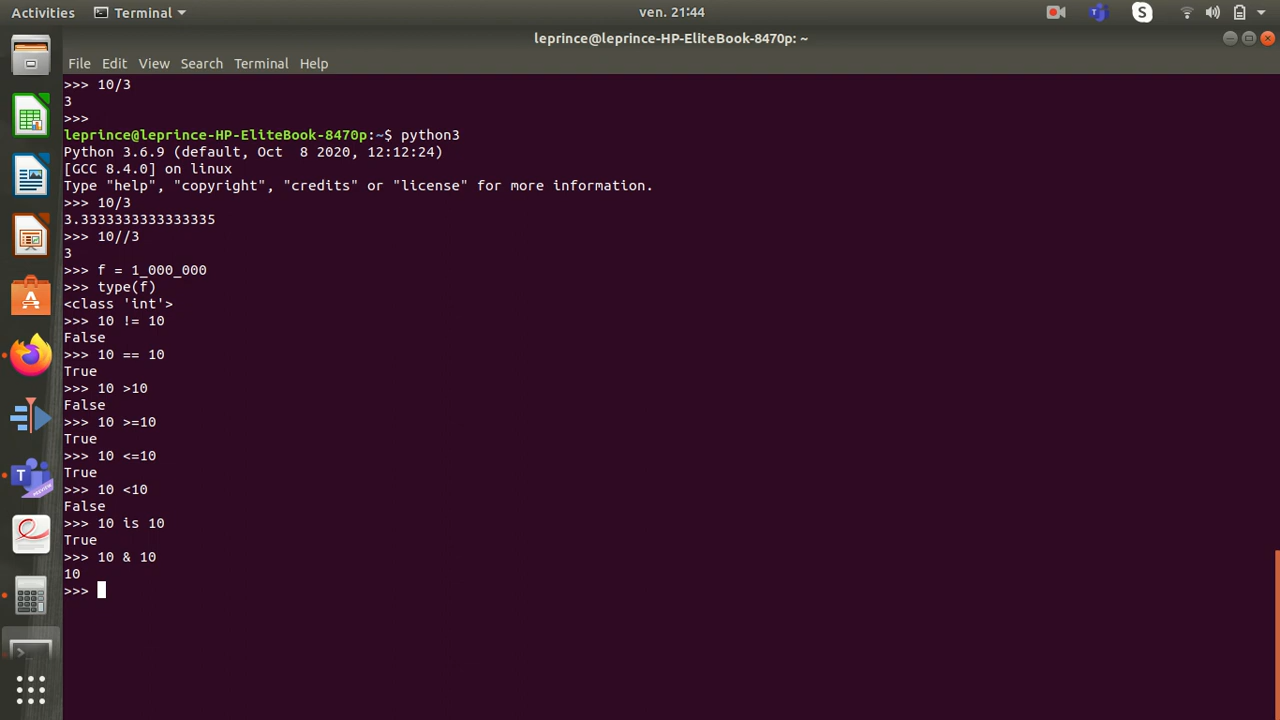 Activities Terminal ven. 21:44
leprince@leprince-HP-EliteBook-8470p: ~
File Edit View Search Terminal Help
>>> 10/3
3
>>>
leprince@leprince-HP-EliteBook-8470p:~$ python3
Python 3.6.9 (default, Oct  8 2020, 12:12:24)
[GCC 8.4.0] on linux
Type "help", "copyright", "credits" or "license" for more information.
>>> 10/3
3.3333333333333335
>>> 10//3
3
>>> f = 1_000_000
>>> type(f)
<class 'int'>
>>> 10 != 10
False
>>> 10 == 10
True
>>> 10 >10
False
>>> 10 >=10
True
>>> 10 <=10
True
>>> 10 <10
False
>>> 10 is 10
True
>>> 10 & 10
10
>>>